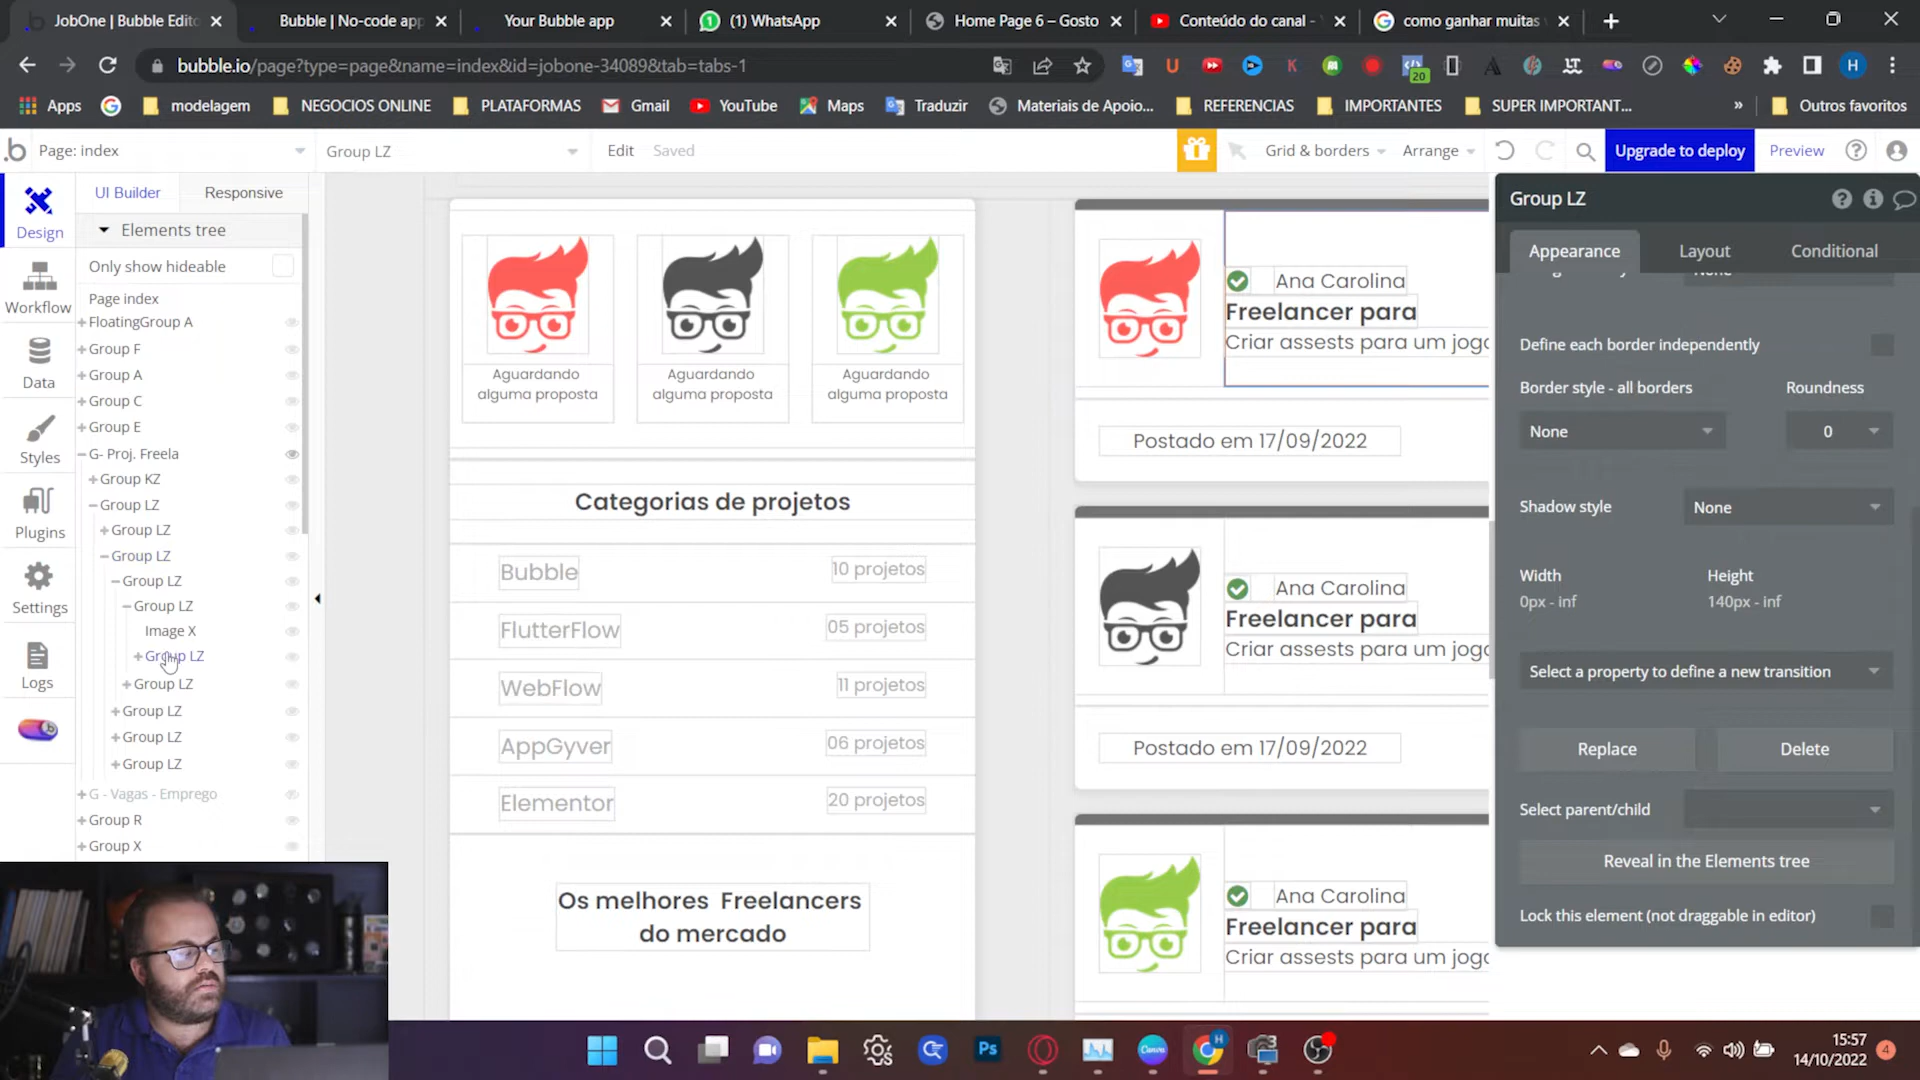 JobOne | Bubble Edito
Bubble | No-code app
Your Bubble app
(1) WhatsApp
Home Page 6 – Gosto
Conteúdo do canal -
como ganhar muitas
bubble.io/page?type=page&name=index&id=jobone-34089&tab=tabs-1
20
H
Apps
modelagem
NEGOCIOS ONLINE
PLATAFORMAS
Gmail
YouTube
Maps
Traduzir
Materiais de Apoio...
REFERENCIAS
IMPORTANTES
SUPER IMPORTANT...
»
Outros favoritos
.b
Page: index
Group LZ
Edit
Saved
Grid & borders
Arrange
Upgrade to deploy
Preview
Design
Workflow
Data
Styles
Plugins
Settings
Logs
UI Builder
Responsive
Elements tree
Only show hideable
Page index
FloatingGroup A
Group F
Group A
Group C
Group E
G- Proj. Freela
Group KZ
Group LZ
Group LZ
Group LZ
Group LZ
Group LZ
Image X
Group LZ
Group LZ
Group LZ
Group LZ
Group LZ
G - Vagas - Emprego
Group R
Group X
Aguardando
alguma proposta
Aguardando
alguma proposta
Aguardando
alguma proposta
Categorias de projetos
Bubble 10 projetos
FlutterFlow 05 projetos
WebFlow 11 projetos
AppGyver 06 projetos
Elementor 20 projetos
Os melhores Freelancers
do mercado
Ana Carolina
Freelancer para
Criar assests para um jogo
Postado em 17/09/2022
Ana Carolina
Freelancer para
Criar assests para um jogo
Postado em 17/09/2022
Ana Carolina
Freelancer para
Criar assests para um jogo
Group LZ
Appearance
Layout
Conditional
None
Define each border independently
Border style - all borders
Roundness
None
0
Shadow style
None
Width
Height
0px - inf
140px - inf
Select a property to define a new transition
Replace
Delete
Select parent/child
Reveal in the Elements tree
Lock this element (not draggable in editor)
Ps
Canva
H
15:57
14/10/2022
4